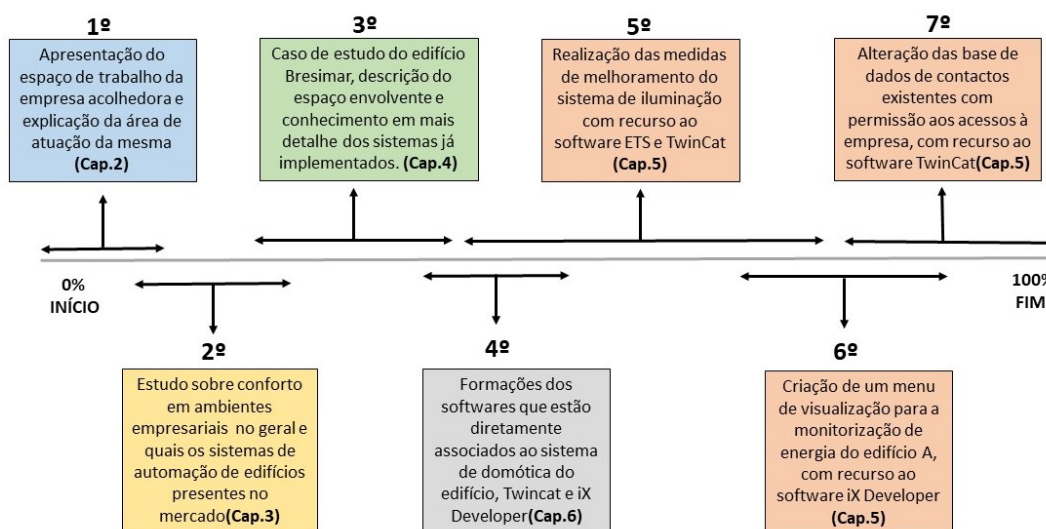 1º
Apresentação do
espaço de trabalho da
empresa acolhedora e
explicação da área de
atuação da mesma
(Cap.2)
3º
Caso de estudo do edifício
Bresimar, descrição do
espaço envolvente e
conhecimento em mais
detalhe dos sistemas já
implementados. (Cap.4)
5º
Realização das medidas
de melhoramento do
sistema de iluminação
com recurso ao
software ETS e TwinCat
(Cap.5)
7º
Alteração das base de
dados de contactos
existentes com
permissão aos acessos à
empresa, com recurso ao
software TwinCat(Cap.5)
0%
INÍCIO
100%
FIM
2º
Estudo sobre conforto
em ambientes
empresariais no geral e
quais os sistemas de
automação de edifícios
presentes no
mercado(Cap.3)
4º
Formações dos
softwares que estão
diretamente
associados ao sistema
de domótica do
edifício, Twincat e iX
Developer(Cap.6)
6º
Criação de um menu
de visualização para a
monitorização de
energia do edifício A,
com recurso ao
software iX Developer
(Cap.5)